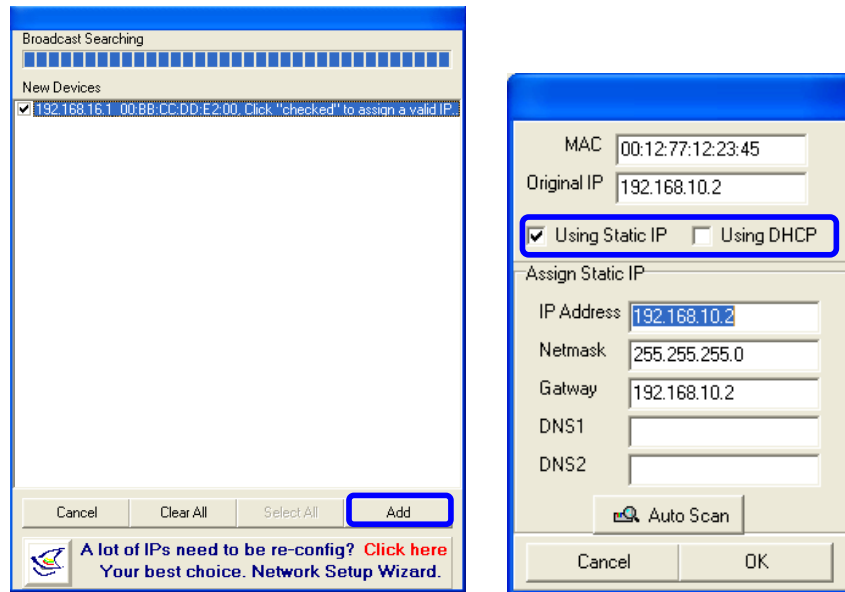 Broadcast Searching
New Devices
192.168.16.1 00:BB:CC:DD:E2:00, Click "checked" to assign a valid IP.
Cancel Clear All Select All Add
A lot of IPs need to be re-config? Click here
Your best choice. Network Setup Wizard.
MAC 00:12:77:12:23:45
Original IP 192.168.10.2
Using Static IP Using DHCP
Assign Static IP
IP Address 192.168.10.2
Netmask 255.255.255.0
Gatway 192.168.10.2
DNS1
DNS2
Auto Scan
Cancel OK